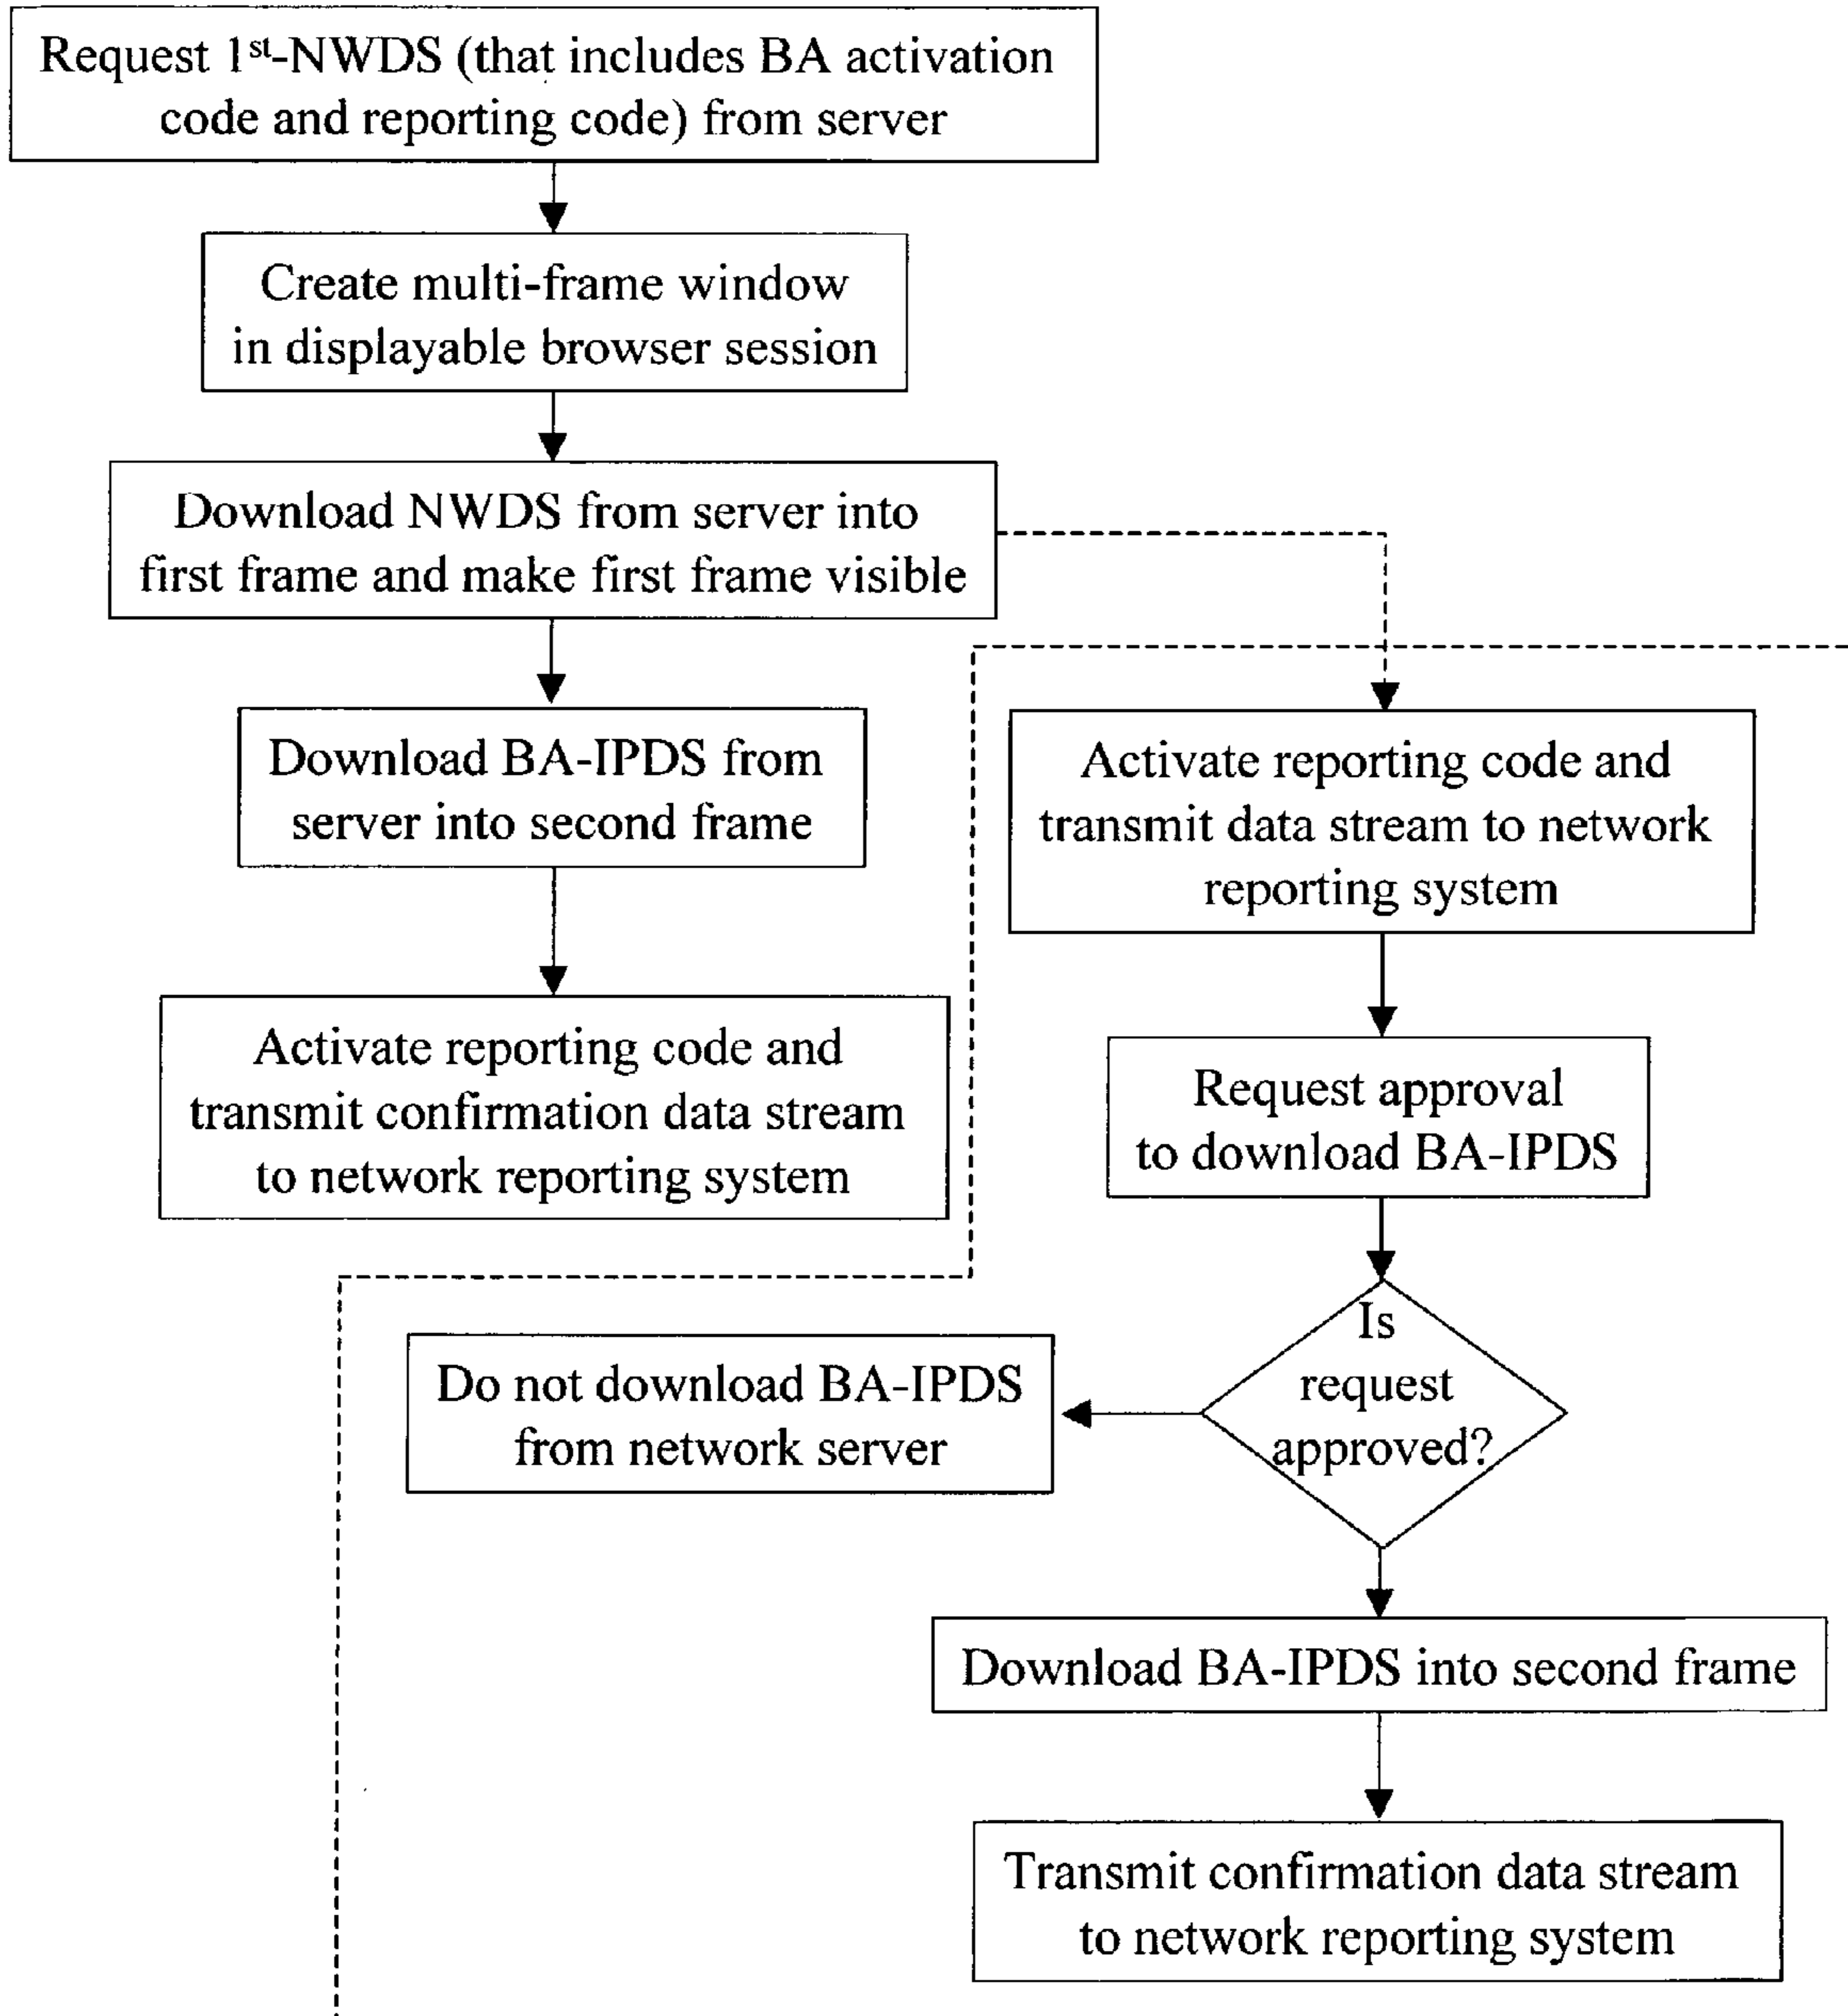 Request 1st-NWDS (that includes BA activation
code and reporting code) from server
Create multi-frame window
in displayable browser session
Download NWDS from server into
first frame and make first frame visible
Download BA-IPDS from
server into second frame
Activate reporting code and
transmit confirmation data stream
to network reporting system
Activate reporting code and
transmit data stream to network
reporting system
Request approval
to download BA-IPDS
Is
request
approved?
Do not download BA-IPDS
from network server
Download BA-IPDS into second frame
Transmit confirmation data stream
to network reporting system